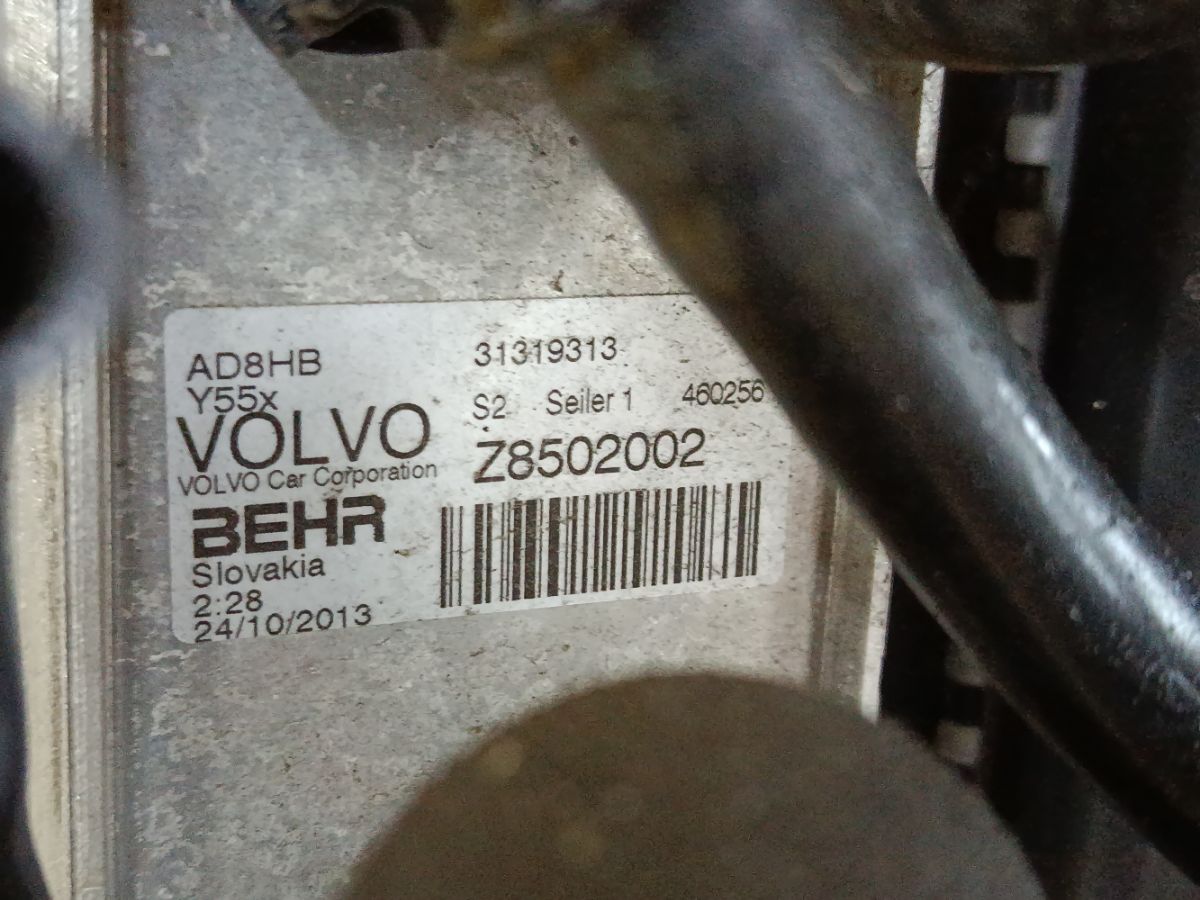 AD8HB
Y55x
VOLVO
VOLVO Car Corporation
BEHR
Slovakia
2:28
24/10/2013
31319313
S2 Seiler 1 460256
Z8502002